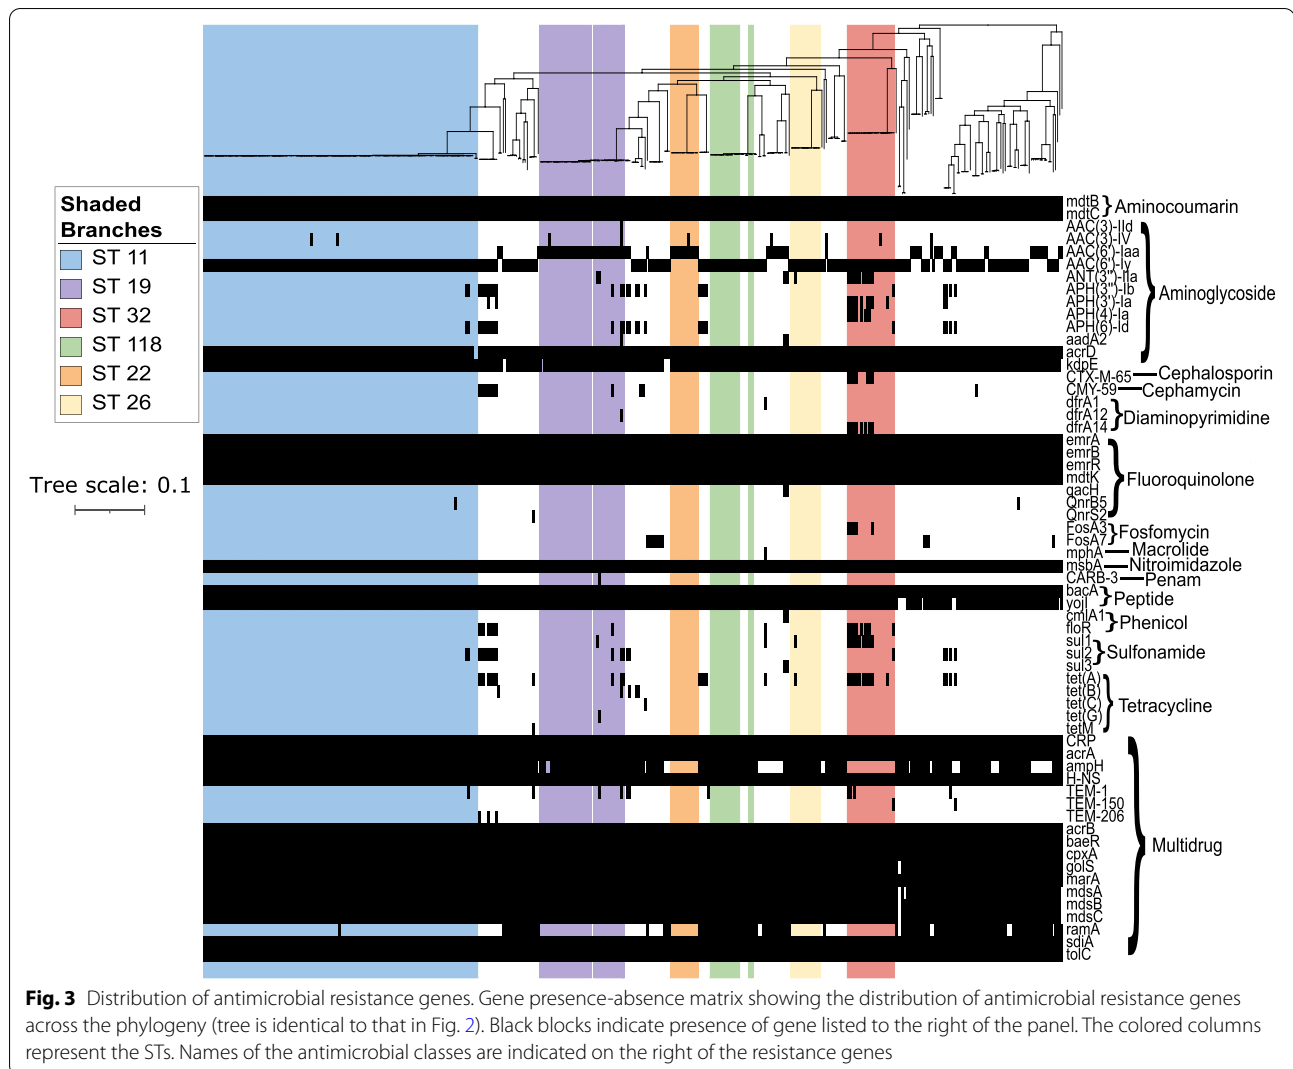 Shaded
Branches
ST 11
ST 19
ST 32
ST 118
ST 22
ST 26
Tree scale: 0.1
mdtB
mdtC
Aminocoumarin
AAC(3)-IId
AAC(3)-IV
AAC(6')-Iaa
AAC(6')-Iy
ANT(3'')-IIa
APH(3'')-Ib
APH(3')-Ia
APH(4)-Ia
APH(6)-Id
aadA2
acrD
kdpE
Aminoglycoside
CTX-M-65
Cephalosporin
CMY-59
Cephamycin
dfrA1
dfrA12
dfrA14
Diaminopyrimidine
emrA
emrB
emrR
mdtK
qacH
QnrB5
QnrS2
Fluoroquinolone
FosA3
FosA7
Fosfomycin
mphA
Macrolide
msbA
Nitroimidazole
CARB-3
Penam
bacA
yojI
Peptide
cmlA1
floR
Phenicol
sul1
sul2
sul3
Sulfonamide
tet(A)
tet(B)
tet(C)
tet(G)
tetM
Tetracycline
CRP
acrA
ampH
H-NS
TEM-1
TEM-150
TEM-206
acrB
baeR
cpxA
golS
marA
mdsA
mdsB
mdsC
ramA
sdiA
tolC
Multidrug
Fig. 3 Distribution of antimicrobial resistance genes. Gene presence-absence matrix showing the distribution of antimicrobial resistance genes
across the phylogeny (tree is identical to that in Fig. 2). Black blocks indicate presence of gene listed to the right of the panel. The colored columns
represent the STs. Names of the antimicrobial classes are indicated on the right of the resistance genes